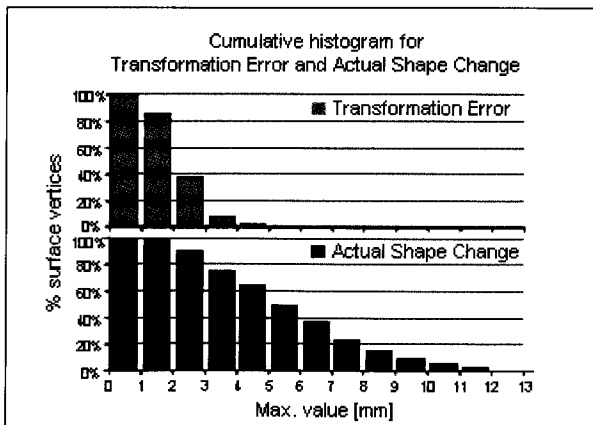 Cumulative histogram for
Transformation Error and Actual Shape Change
% surface vertices
100%
80%
60%
40%
20%
0%
Transformation Error
100%
80%
60%
40%
20%
0%
Actual Shape Change
0 1 2 3 4 5 6 7 8 9 10 11 12 13
Max. value [mm]